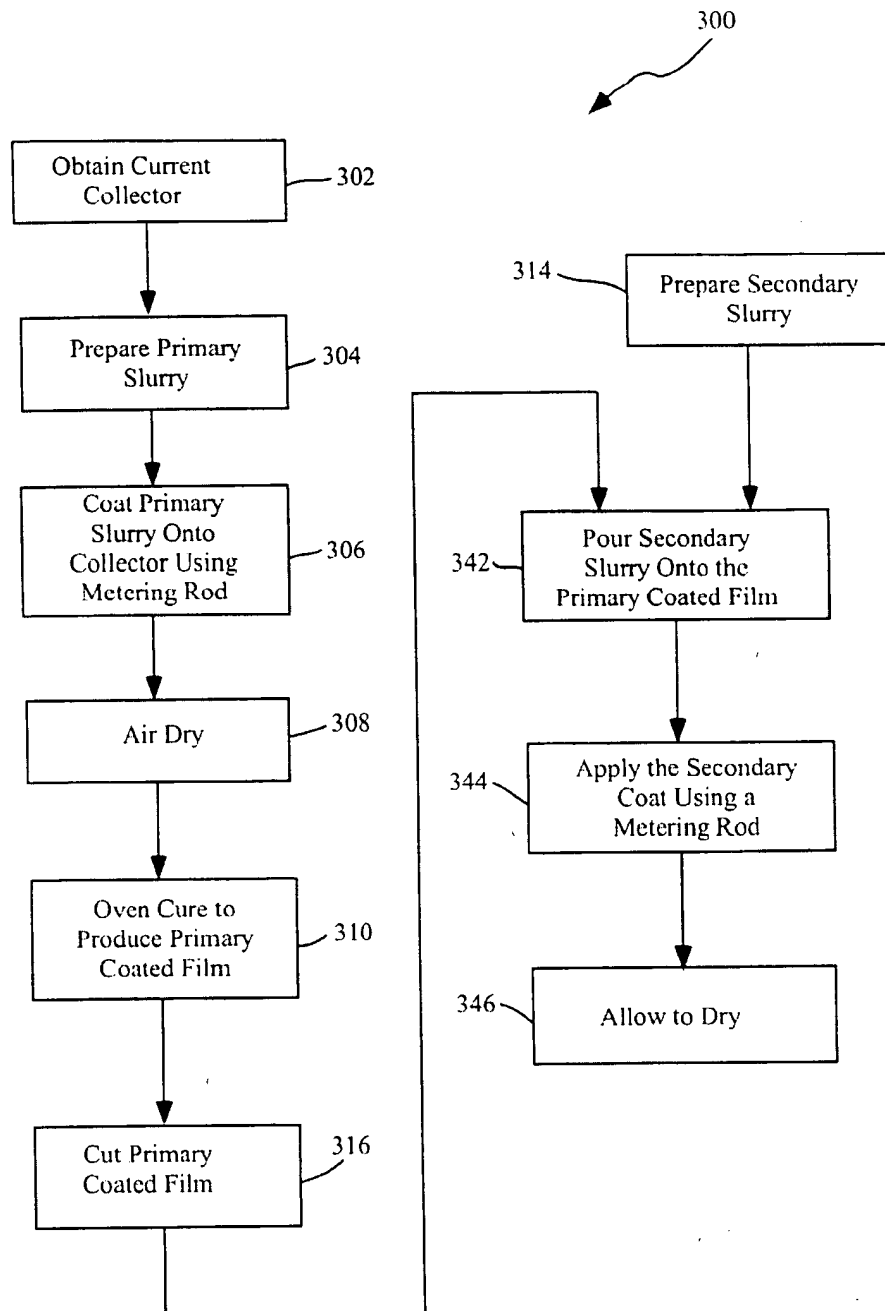 300
Obtain Current
Collector
302
Prepare Primary
Slurry
304
Coat Primary
Slurry Onto
Collector Using
Metering Rod
306
Air Dry
308
Oven Cure to
Produce Primary
Coated Film
310
Cut Primary
Coated Film
316
314
Prepare Secondary
Slurry
342
Pour Secondary
Slurry Onto the
Primary Coated Film
344
Apply the Secondary
Coat Using a
Metering Rod
346
Allow to Dry